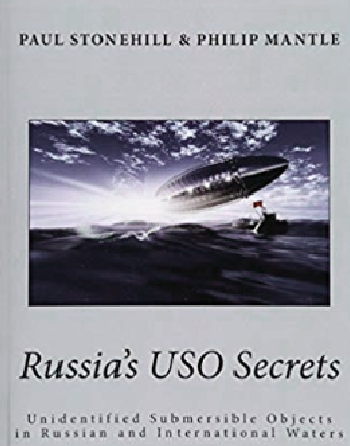 PAUL STONEHILL & PHILIP MANTLE
Russia's USO Secrets
Unidentified Submersible Objects
in Russian and International Waters